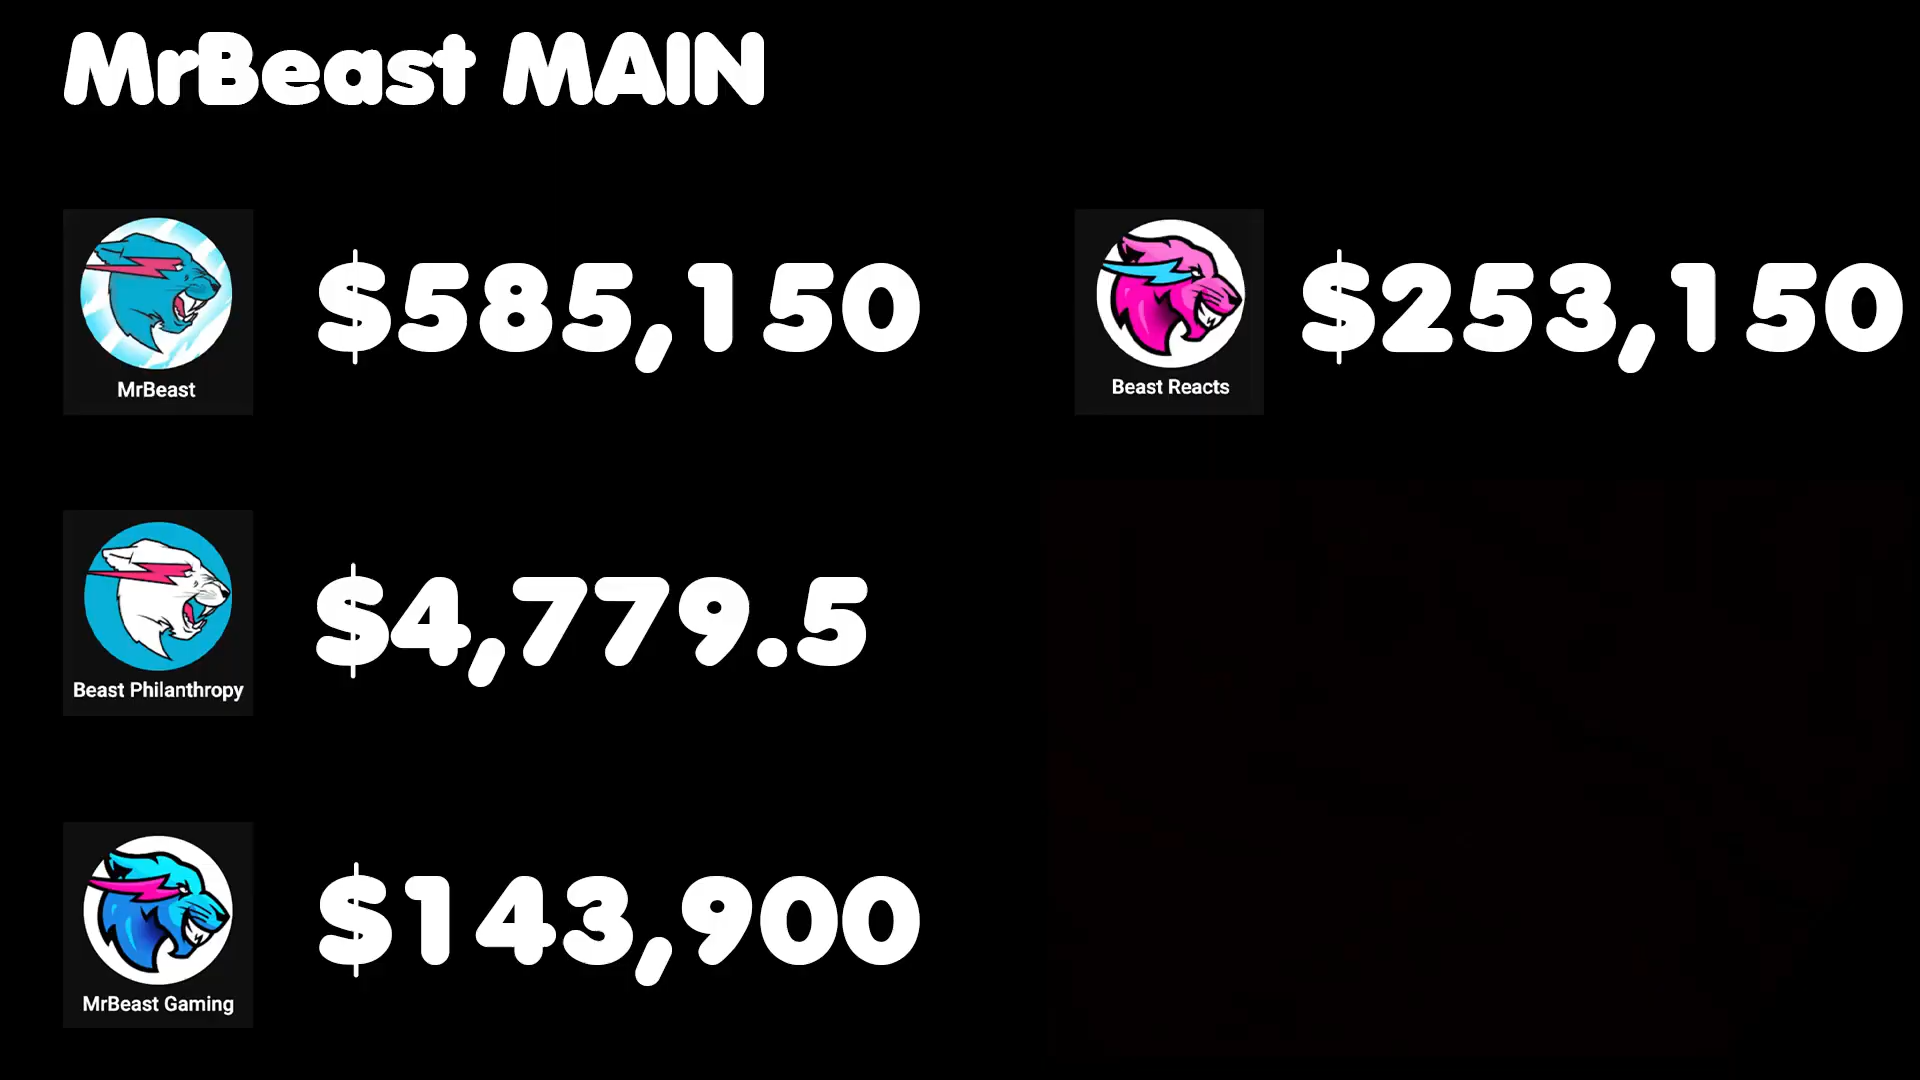 MrBeast MAIN
MrBeast
$585,150
Beast Reacts
$253,150
Beast Philanthropy
$4,779.5
MrBeast Gaming
$143,900